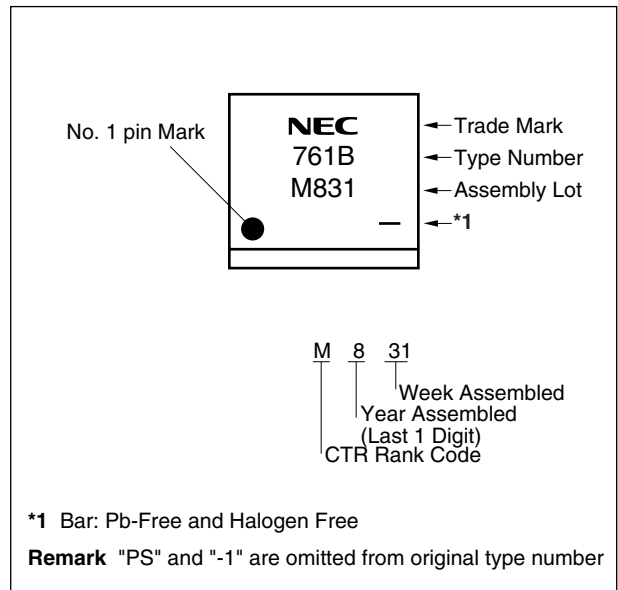 No. 1 pin Mark
NEC
Trade Mark
761B
Type Number
M831
Assembly Lot
*1
M 8 31
Week Assembled
Year Assembled
(Last 1 Digit)
CTR Rank Code
*1 Bar: Pb-Free and Halogen Free
Remark "PS" and "-1" are omitted from original type number